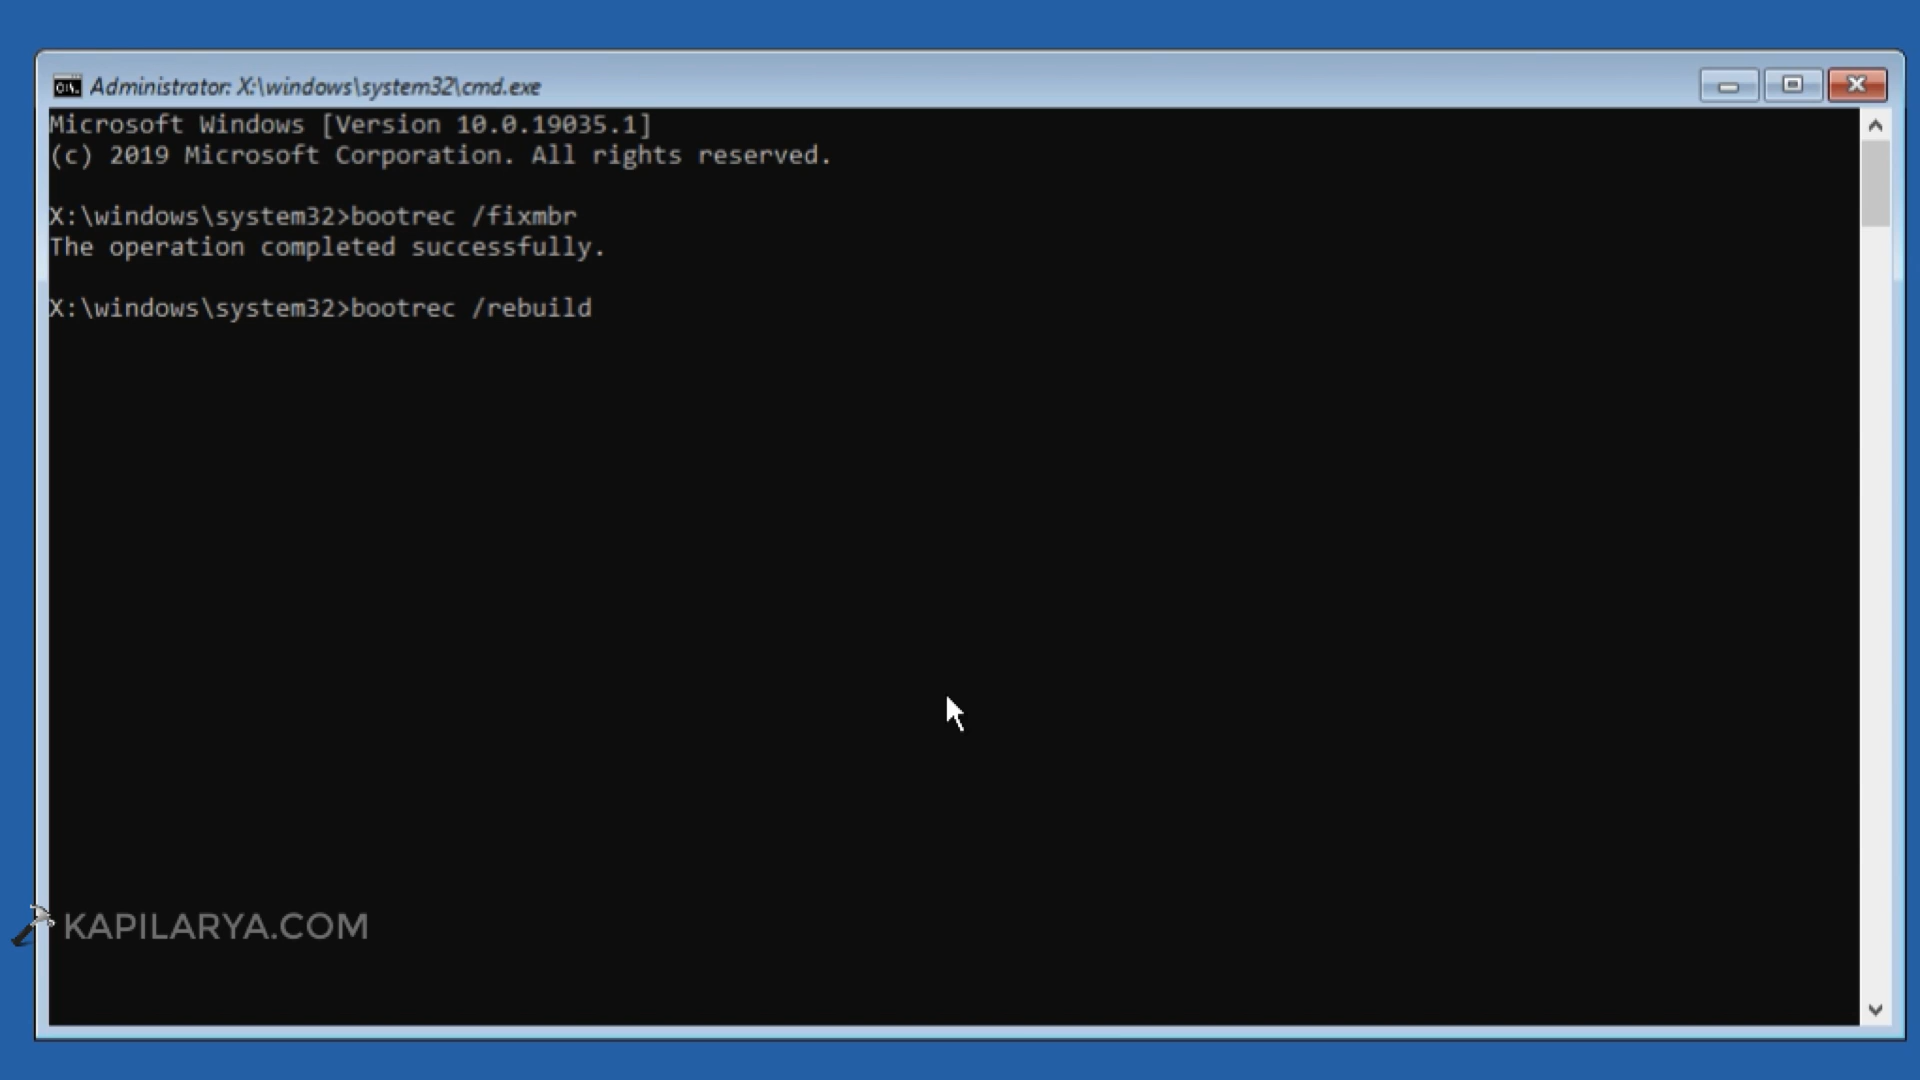 Administrator: X:\windows\system32\cmd.exe
Microsoft Windows [Version 10.0.19035.1]
(c) 2019 Microsoft Corporation. All rights reserved.
X:\windows\system32>bootrec /fixmbr
The operation completed successfully.
X:\windows\system32>bootrec /rebuild
KAPILARYA.COM